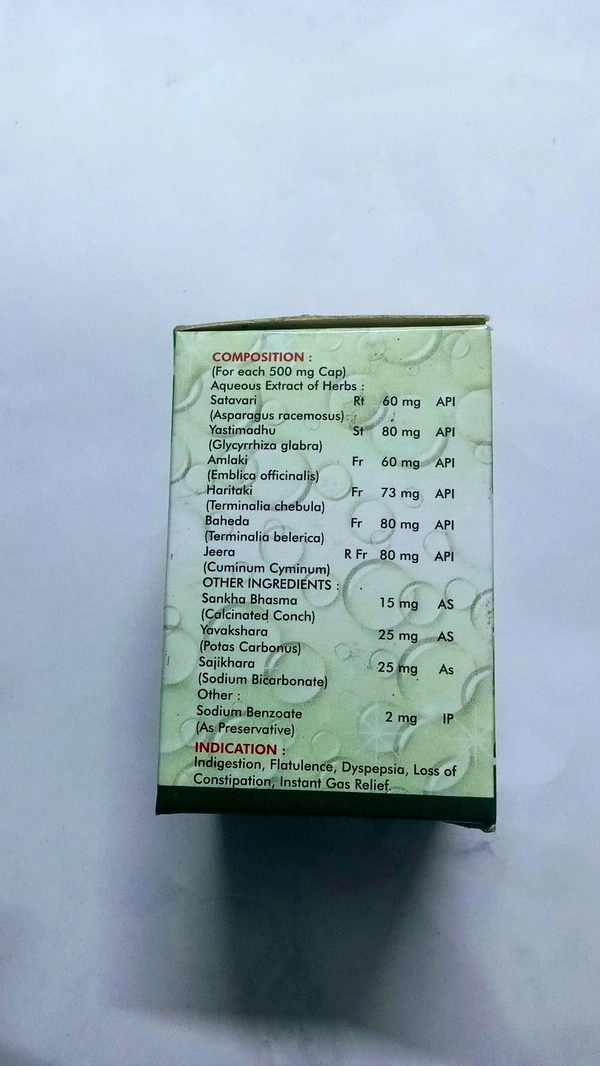 COMPOSITION :
(For each 500 mg Cap)
Aqueous Extract of Herbs :
Satavari Rt 60 mg API
(Asparagus racemosus)
Yastimadhu St 80 mg API
(Glycyrrhiza glabra)
Amlaki Fr 60 mg API
(Emblica officinalis)
Haritaki Fr 73 mg API
(Terminalia chebula)
Baheda Fr 80 mg API
(Terminalia belerica)
Jeera R Fr 80 mg API
(Cuminum Cyminum)
OTHER INGREDIENTS :
Sankha Bhasma 15 mg AS
(Calcinated Conch)
Yavakshara 25 mg AS
(Potas Carbonus)
Sajikhara 25 mg As
(Sodium Bicarbonate)
Other :
Sodium Benzoate 2 mg IP
(As Preservative)
INDICATION :
Indigestion, Flatulence, Dyspepsia, Loss of
Constipation, Instant Gas Relief.